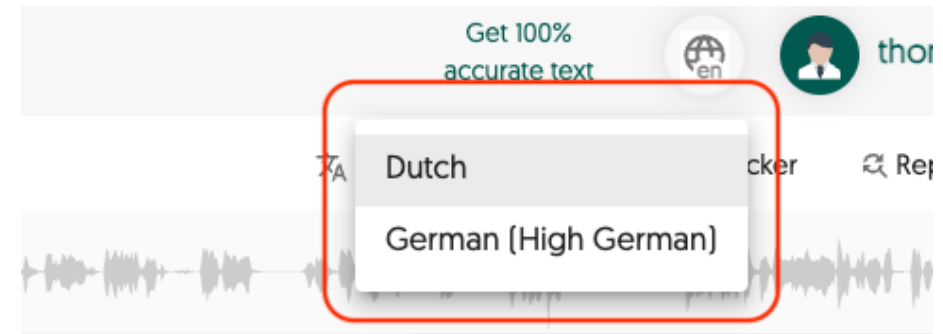 Get 100%
accurate text
en
thor
Dutch
cker
Rep
German (High German)